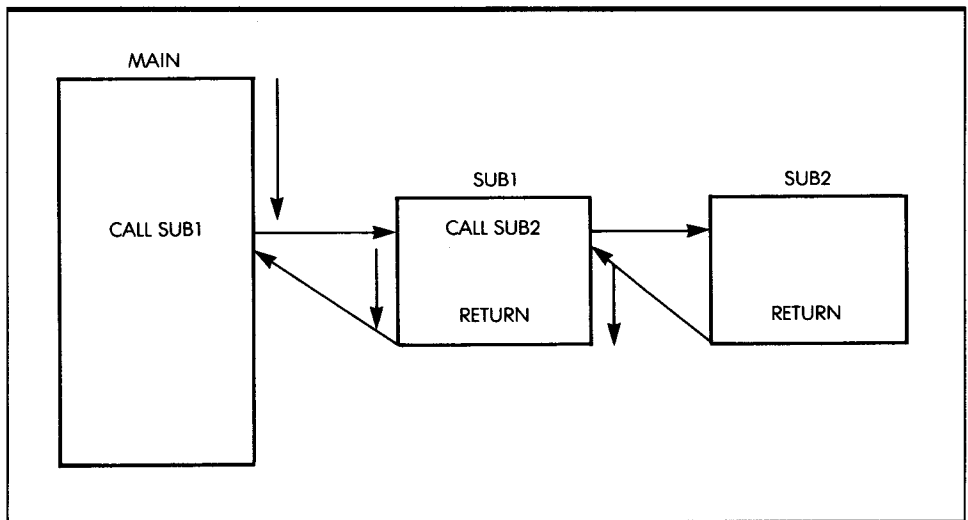 MAIN
SUB1
SUB2
CALL SUB1
CALL SUB2
RETURN
RETURN